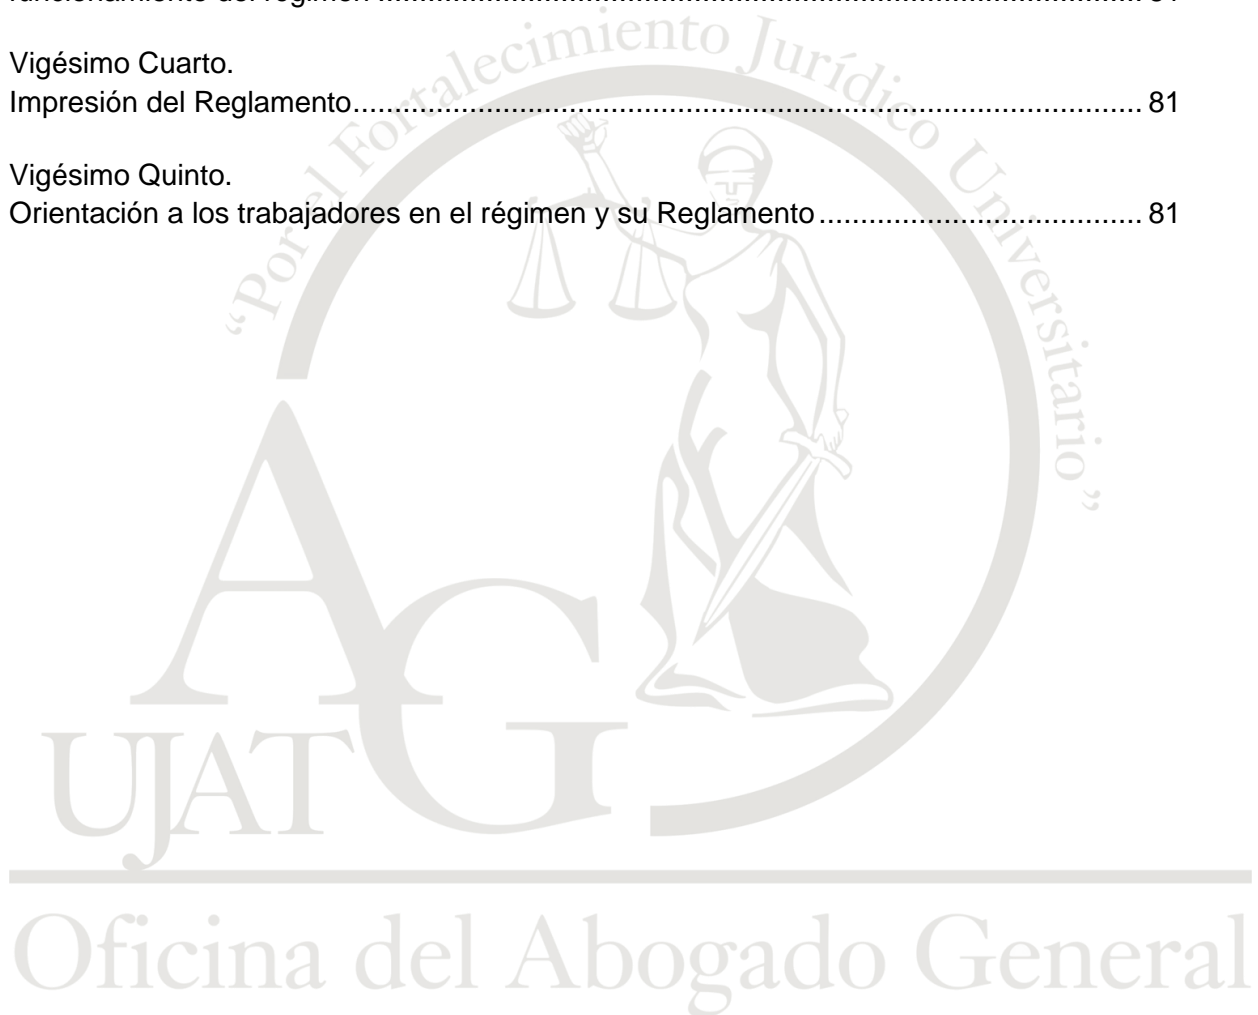 funcionamiento del régimen ........................................................................................... 81
Vigésimo Cuarto.
Impresión del Reglamento............................................................................................... 81
Vigésimo Quinto.
Orientación a los trabajadores en el régimen y su Reglamento ....................................... 81
“Por el Fortalecimiento Jurídico Universitario”
AG
UJAT
Oficina del Abogado General